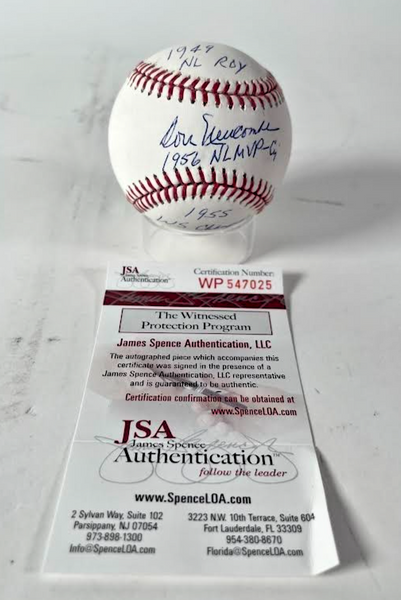 1949
NL ROY
Don Newcombe
1956 NL MVP-Cy
1955
WS
JSA
Authentication™
Certification Number:
WP 547025
The Witnessed
Protection Program
James Spence Authentication, LLC
The autographed piece which accompanies this
certificate was signed in the presence of a
James Spence Authentication, LLC representative
and is guaranteed to be authentic.
Certification confirmation can be obtained at
www.SpenceLOA.com
JSA
James Spence
Authentication™
follow the leader
www.SpenceLOA.com
2 Sylvan Way, Suite 102
Parsippany, NJ 07054
973-898-1300
Info@SpenceLOA.com
3223 N.W. 10th Terrace, Suite 604
Fort Lauderdale, FL 33309
954-380-8670
Florida@SpenceLOA.com